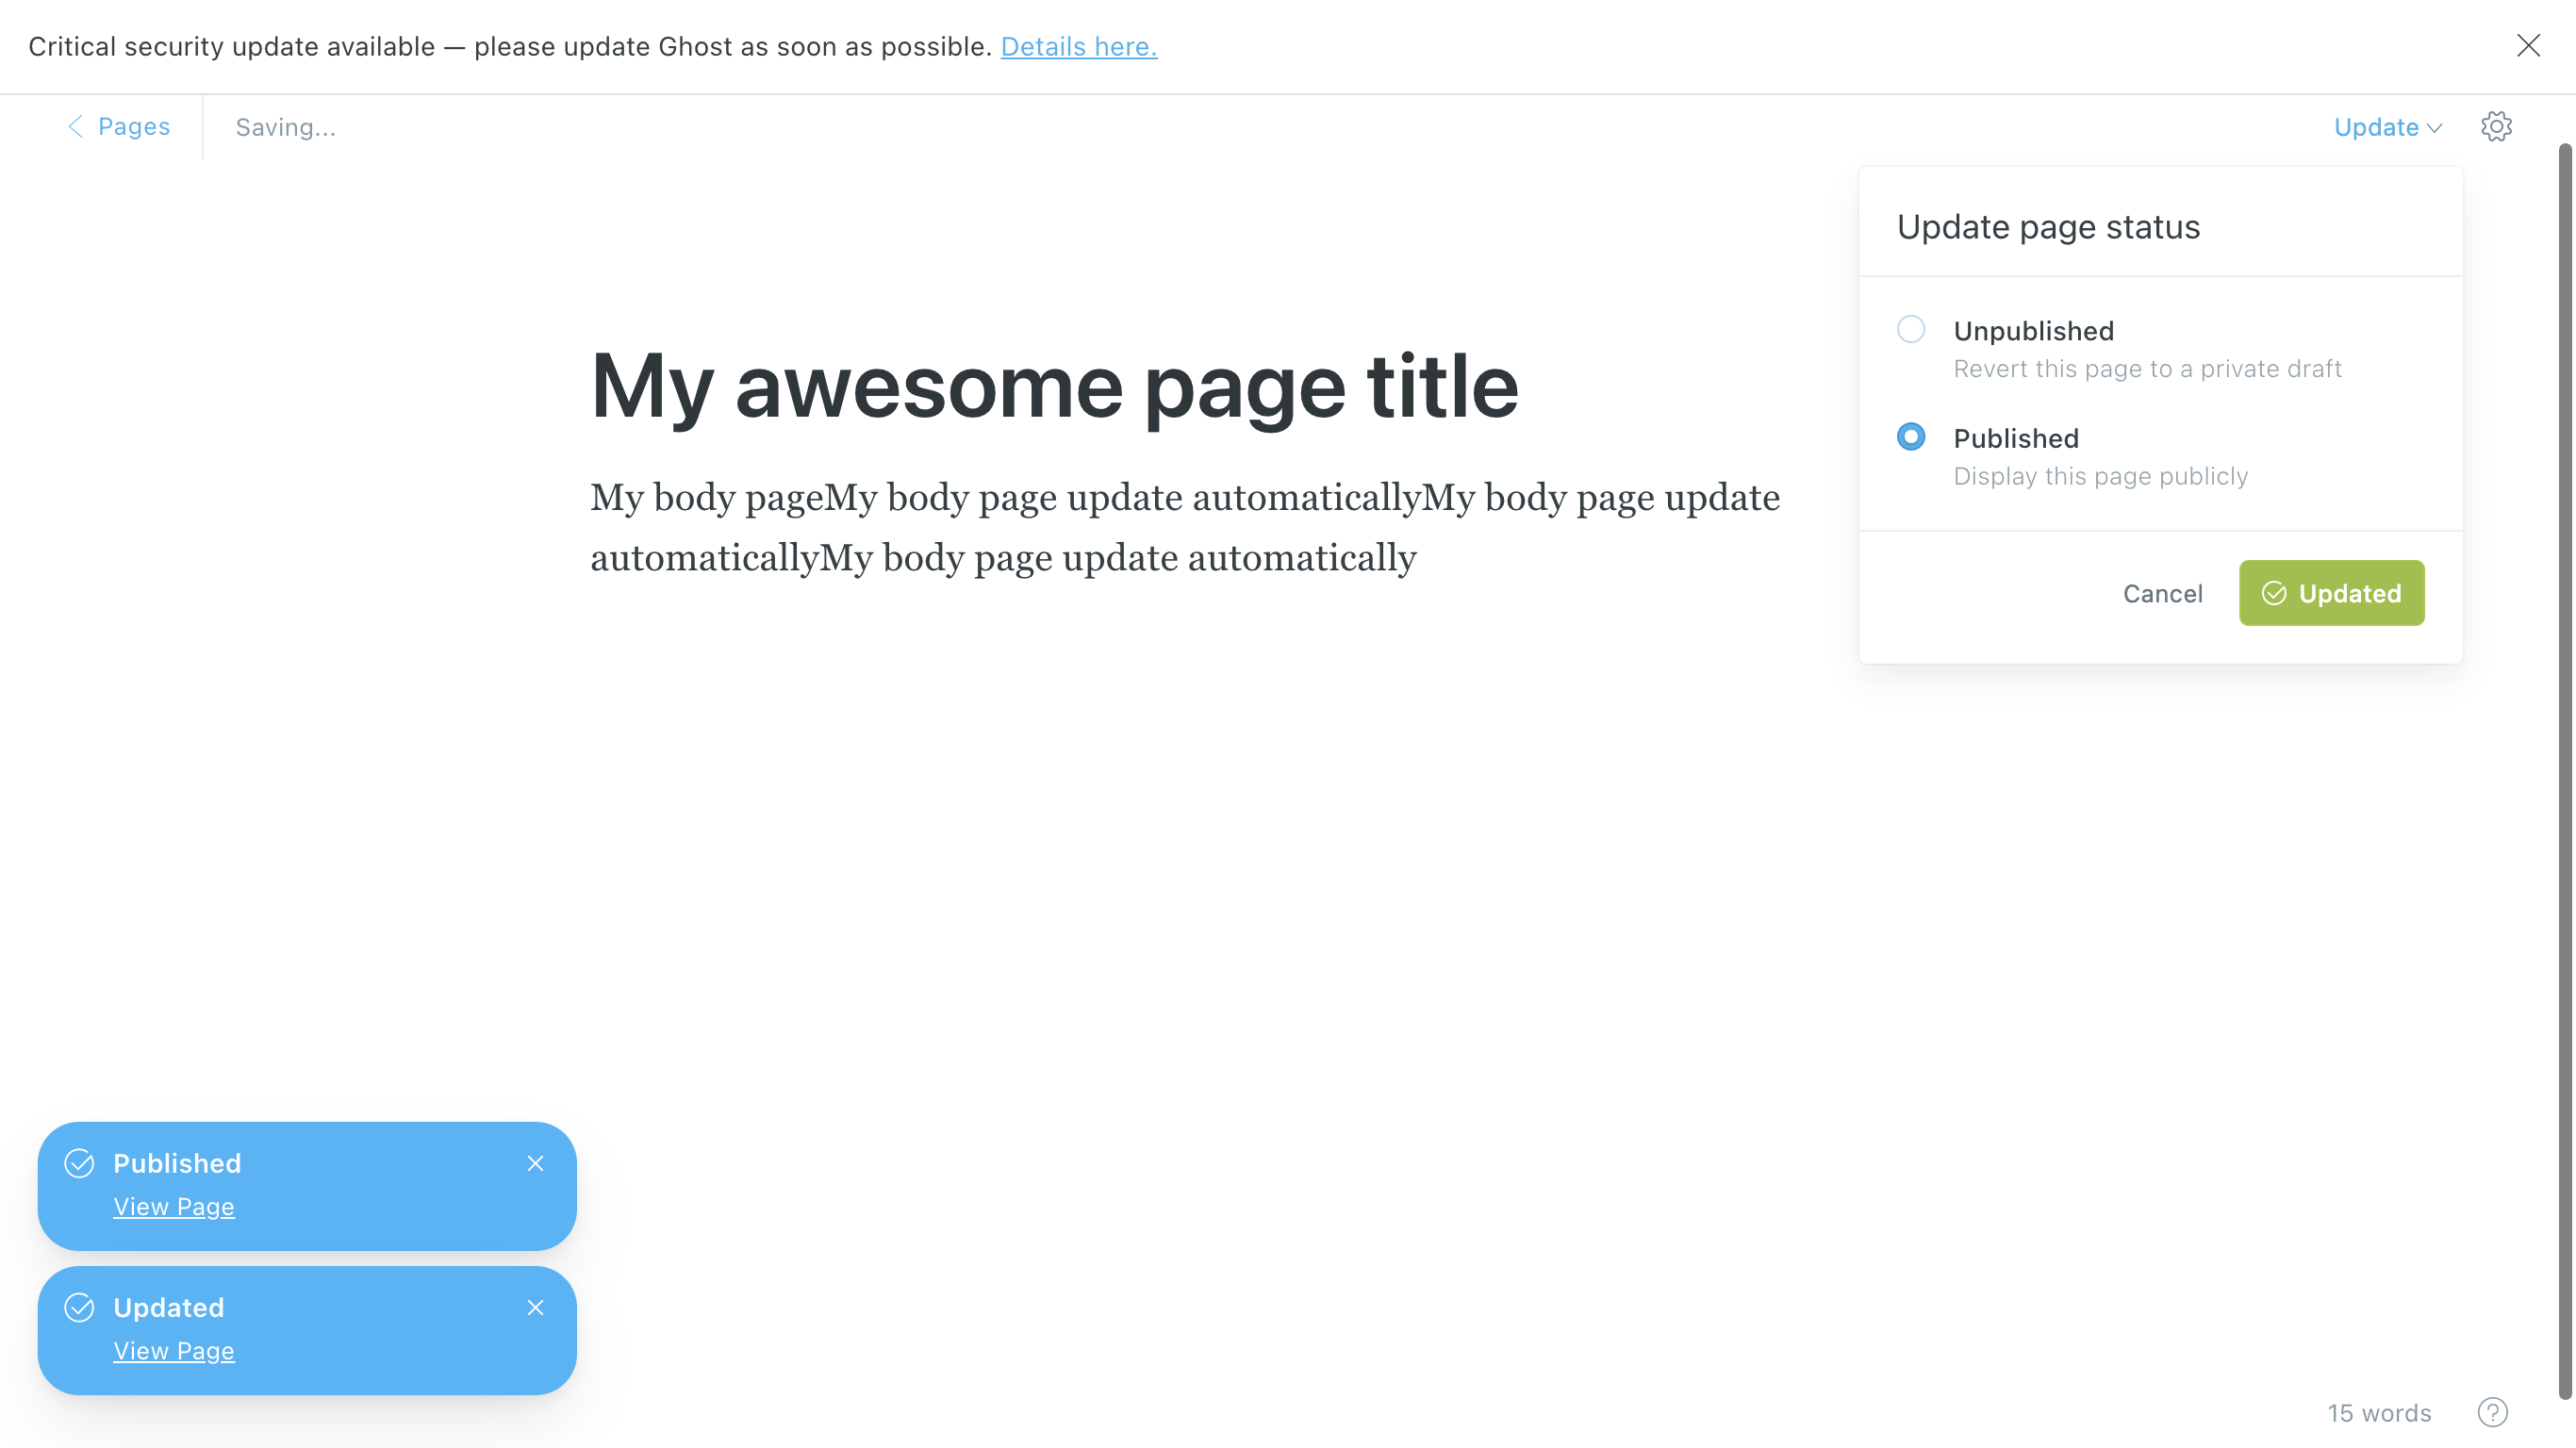 Critical security update available — please update Ghost as soon as possible. Details here.
Pages
Saving...
Update
Update page status
Unpublished
Revert this page to a private draft
Published
Display this page publicly
Cancel
Updated
My awesome page title
My body pageMy body page update automaticallyMy body page update
automaticallyMy body page update automatically
Published
View Page
Updated
View Page
15 words
?